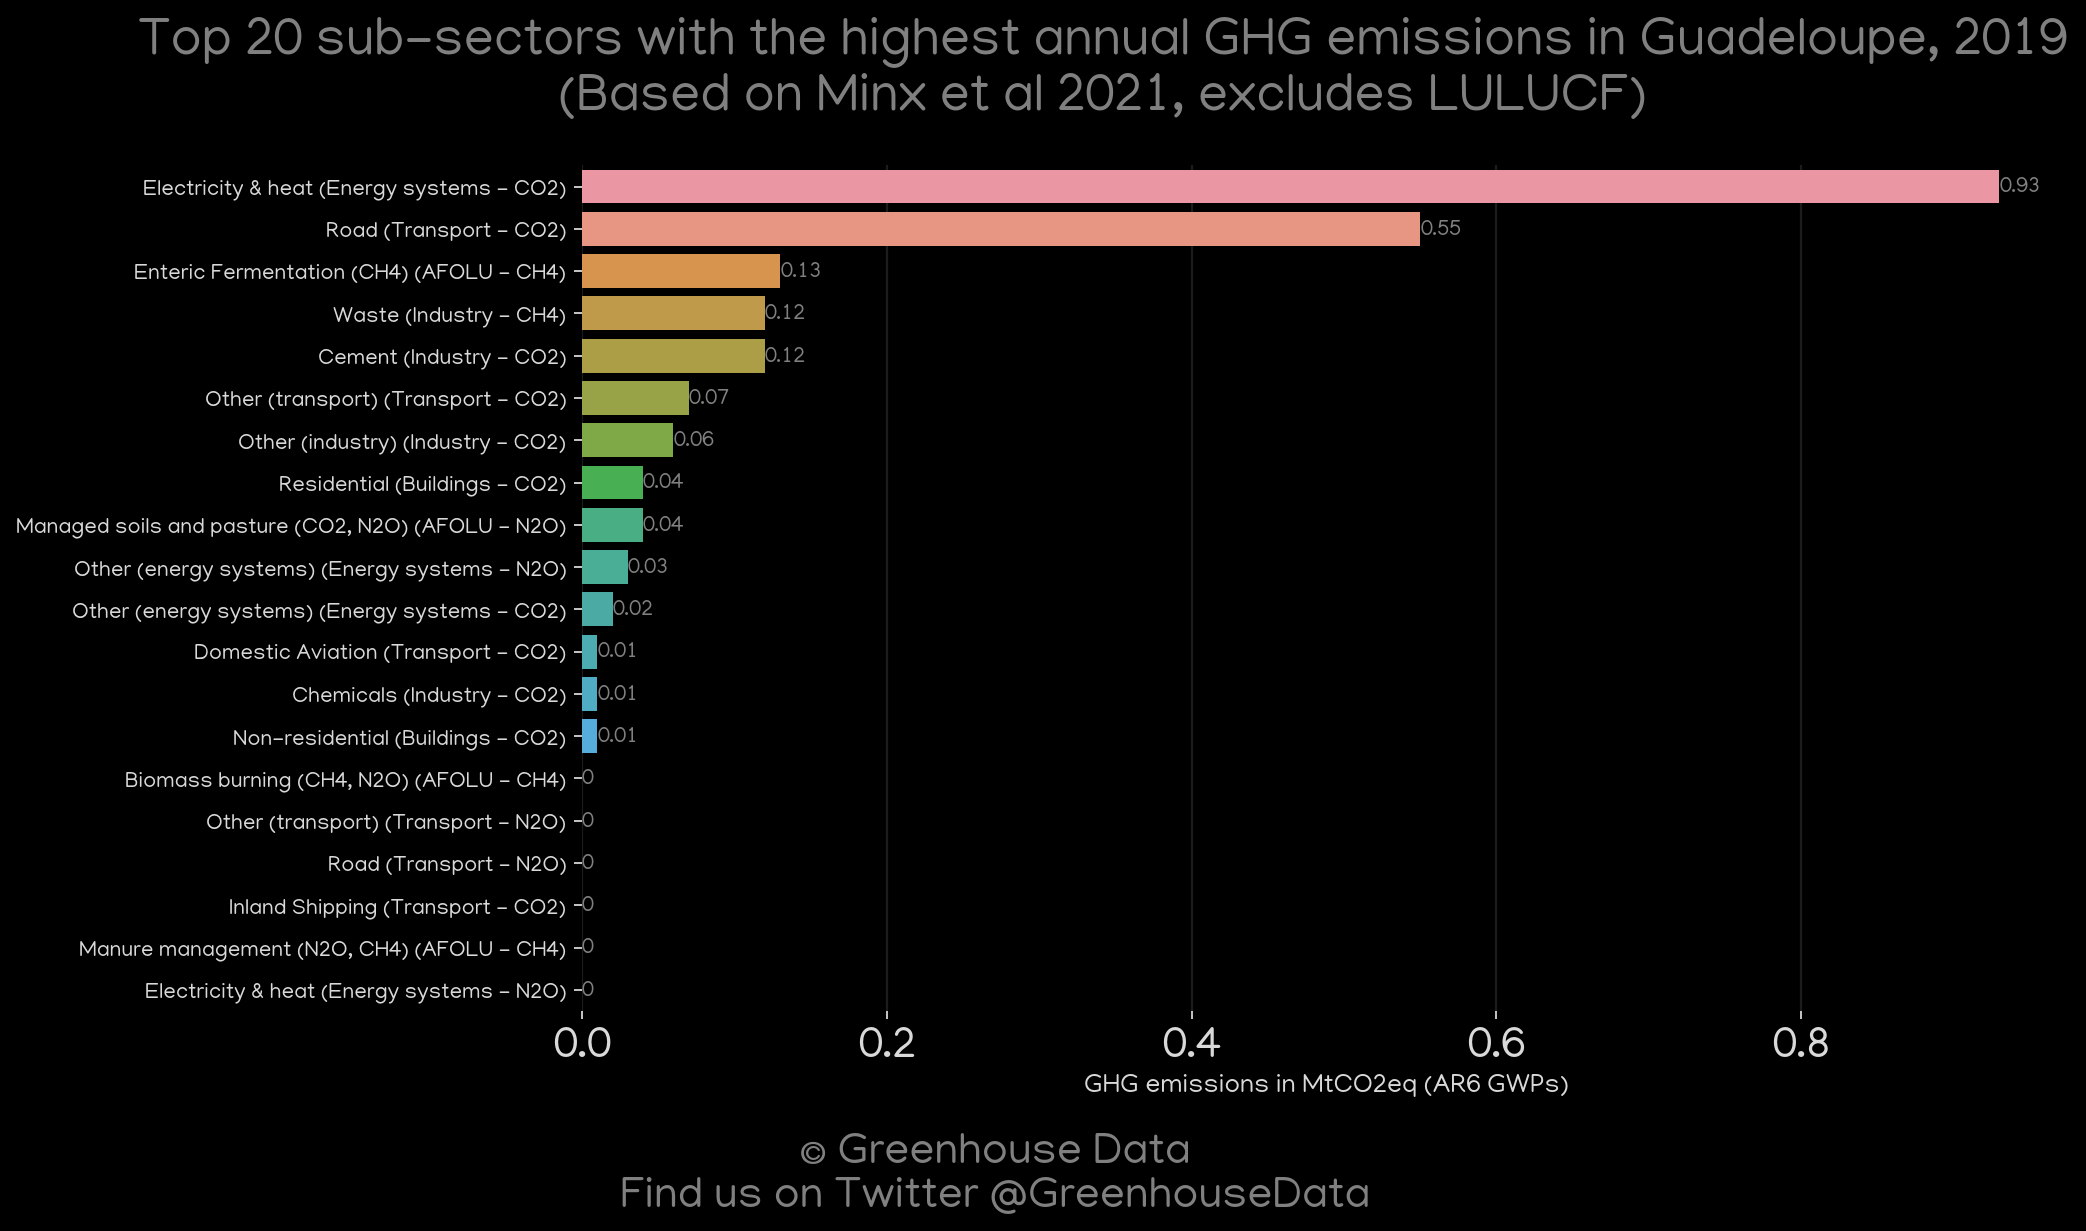 Top 20 sub-sectors with the highest annual GHG emissions in Guadeloupe, 2019
(Based on Minx et al 2021, excludes LULUCF)
Electricity & heat (Energy systems - CO2) 0.93
Road (Transport - CO2) 0.55
Enteric Fermentation (CH4) (AFOLU - CH4) 0.13
Waste (Industry - CH4) 0.12
Cement (Industry - CO2) 0.12
Other (transport) (Transport - CO2) 0.07
Other (industry) (Industry - CO2) 0.06
Residential (Buildings - CO2) 0.04
Managed soils and pasture (CO2, N2O) (AFOLU - N2O) 0.04
Other (energy systems) (Energy systems - N2O) 0.03
Other (energy systems) (Energy systems - CO2) 0.02
Domestic Aviation (Transport - CO2) 0.01
Chemicals (Industry - CO2) 0.01
Non-residential (Buildings - CO2) 0.01
Biomass burning (CH4, N2O) (AFOLU - CH4) 0
Other (transport) (Transport - N2O) 0
Road (Transport - N2O) 0
Inland Shipping (Transport - CO2) 0
Manure management (N2O, CH4) (AFOLU - CH4) 0
Electricity & heat (Energy systems - N2O) 0
0.0 0.2 0.4 0.6 0.8
GHG emissions in MtCO2eq (AR6 GWPs)
© Greenhouse Data
Find us on Twitter @GreenhouseData